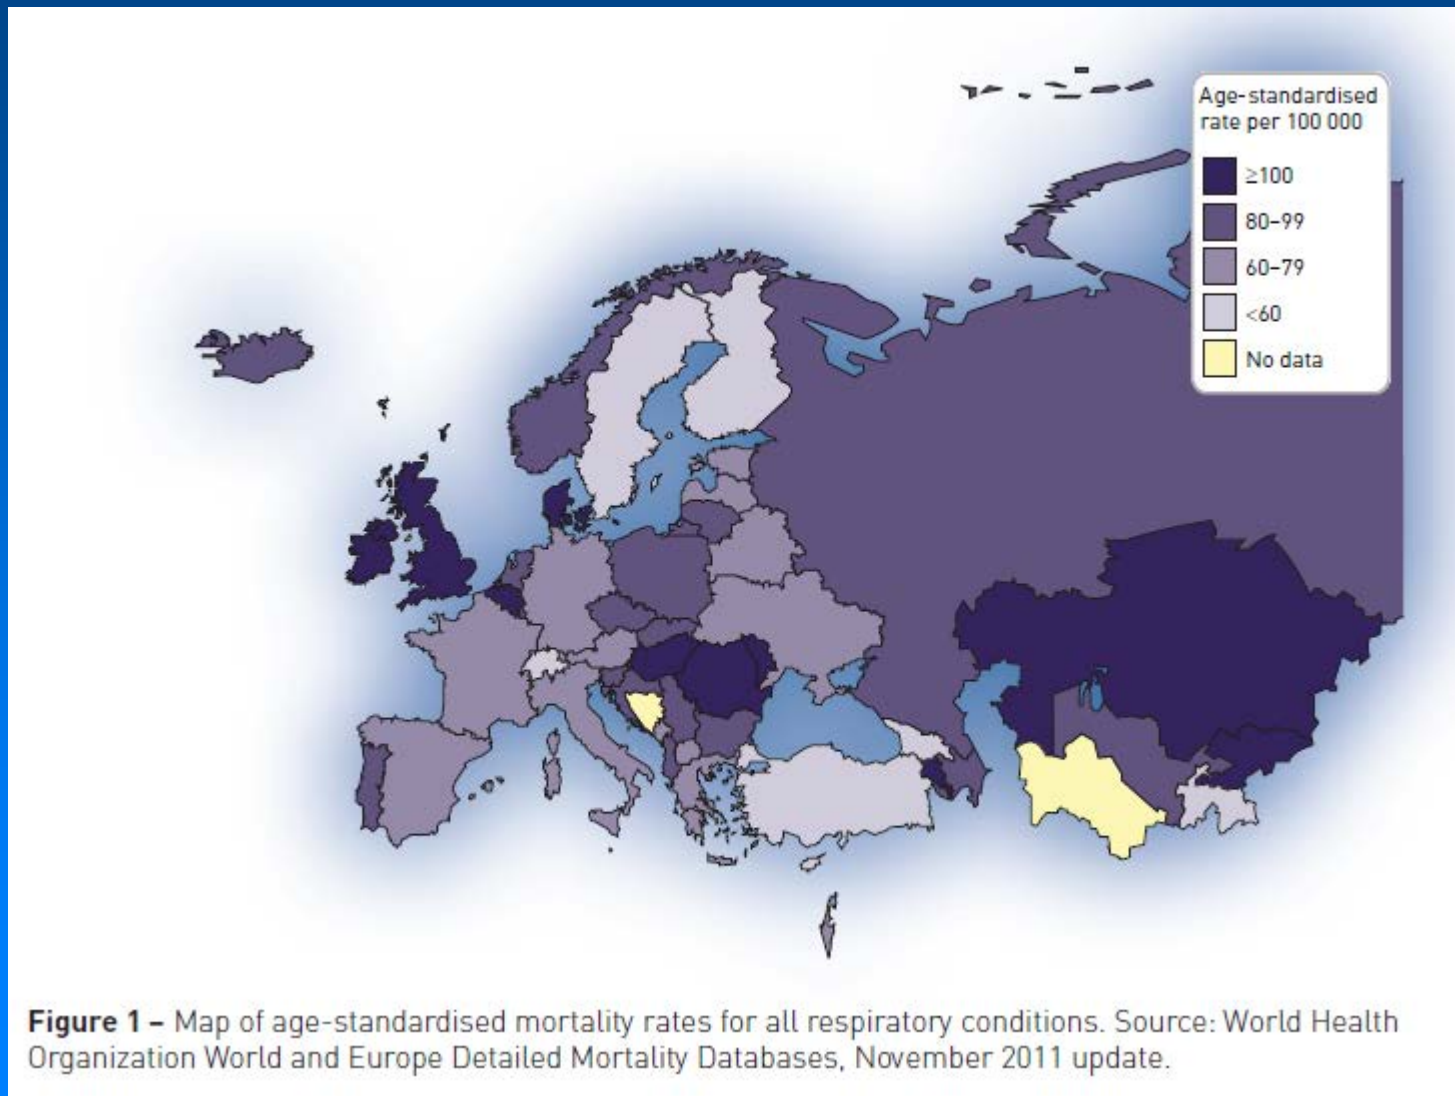 Age-standardised
rate per 100 000
≥100
80–99
60–79
<60
No data
Figure 1 – Map of age-standardised mortality rates for all respiratory conditions. Source: World Health
Organization World and Europe Detailed Mortality Databases, November 2011 update.